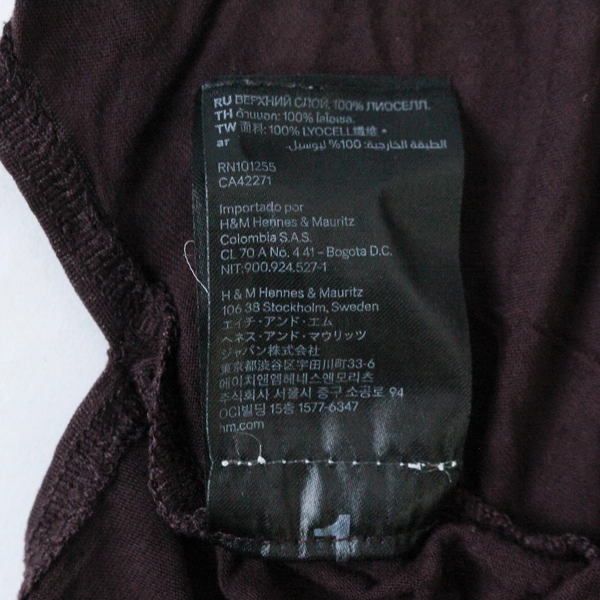 RU ВЕРХНИЙ СЛОЙ. 100% ЛИОСЕЛЛ.
TH ด้านนอก: 100% ไลโอเซล.
TW 面料: 100% LYOCELL纖維。
ar الطبقة الخارجية: 100% ليوسيل.
RN101255
CA42271
Importado por
H&M Hennes & Mauritz
Colombia S.A.S.
CL 70 A No. 4 41 – Bogota D.C.
NIT:900.924.527-1
H & M Hennes & Mauritz
106 38 Stockholm, Sweden
エイチ・アンド・エム
ヘネス・アンド・マウリッツ
ジャパン株式会社
東京都渋谷区宇田川町33-6
에이치앤엠헤네스앤모리츠
주식회사 서울시 중구 소공로 94
OCI빌딩 15층 1577-6347
hm.com
1